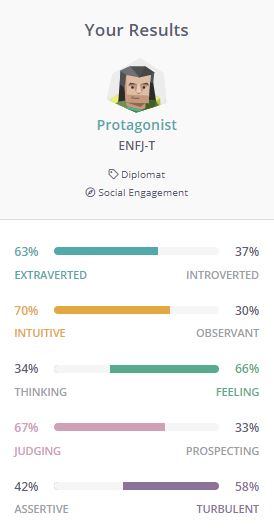 Your Results
Protagonist
ENFJ-T
Diplomat
Social Engagement
63% 37%
EXTRAVERTED INTROVERTED
70% 30%
INTUITIVE OBSERVANT
34% 66%
THINKING FEELING
67% 33%
JUDGING PROSPECTING
42% 58%
ASSERTIVE TURBULENT